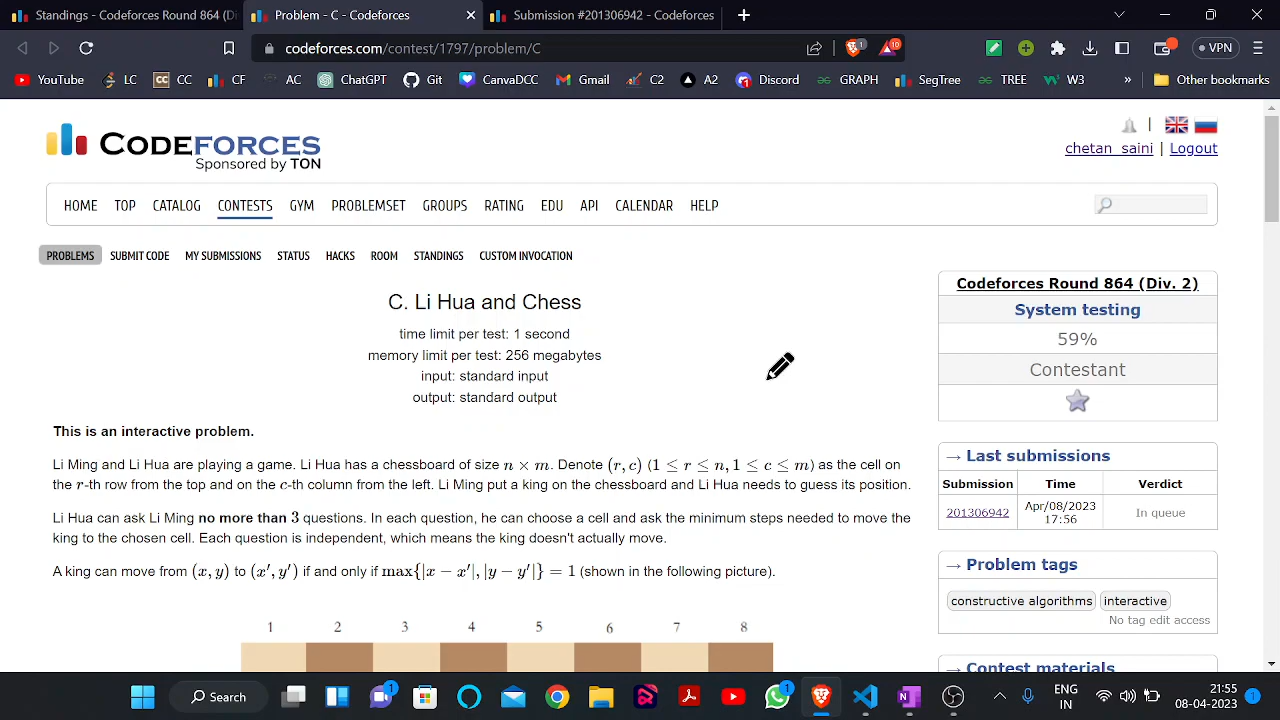 Standings - Codeforces Round 864 (Di
Problem - C - Codeforces
Submission #201306942 - Codeforces
codeforces.com/contest/1797/problem/C
1
10
VPN
YouTube LC CC CF AC ChatGPT Git CanvaDCC Gmail C2 A2 Discord GRAPH SegTree TREE W3 » Other bookmarks
CODEFORCES
Sponsored by TON
chetan_saini | Logout
HOME TOP CATALOG CONTESTS GYM PROBLEMSET GROUPS RATING EDU API CALENDAR HELP
PROBLEMS SUBMIT CODE MY SUBMISSIONS STATUS HACKS ROOM STANDINGS CUSTOM INVOCATION
C. Li Hua and Chess
time limit per test: 1 second
memory limit per test: 256 megabytes
input: standard input
output: standard output
This is an interactive problem.
Li Ming and Li Hua are playing a game. Li Hua has a chessboard of size n × m. Denote (r, c) (1 ≤ r ≤ n, 1 ≤ c ≤ m) as the cell on
the r-th row from the top and on the c-th column from the left. Li Ming put a king on the chessboard and Li Hua needs to guess its position.
Li Hua can ask Li Ming no more than 3 questions. In each question, he can choose a cell and ask the minimum steps needed to move the
king to the chosen cell. Each question is independent, which means the king doesn't actually move.
A king can move from (x, y) to (x′, y′) if and only if max{|x − x′|, |y − y′|} = 1 (shown in the following picture).
1 2 3 4 5 6 7 8
Codeforces Round 864 (Div. 2)
System testing
59%
Contestant
→ Last submissions
Submission Time Verdict
201306942 Apr/08/2023 17:56 In queue
→ Problem tags
constructive algorithms interactive
No tag edit access
→ Contest materials
Search
1
1
ENG
IN
21:55
08-04-2023
1